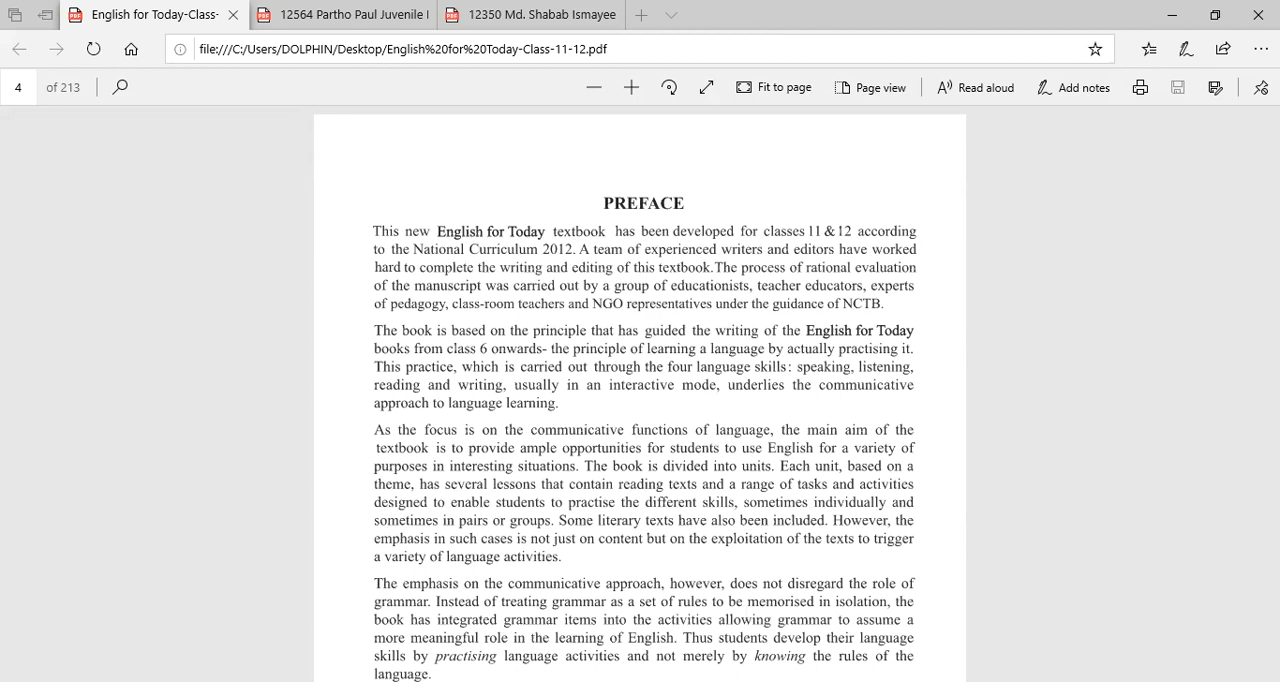 English for Today-Class-
12564 Partho Paul Juvenile I
12350 Md. Shabab Ismayee
file:///C:/Users/DOLPHIN/Desktop/English%20for%20Today-Class-11-12.pdf
4 of 213 Fit to page Page view Read aloud Add notes
PREFACE
This new English for Today textbook has been developed for classes 11 & 12 according
to the National Curriculum 2012. A team of experienced writers and editors have worked
hard to complete the writing and editing of this textbook.The process of rational evaluation
of the manuscript was carried out by a group of educationists, teacher educators, experts
of pedagogy, class-room teachers and NGO representatives under the guidance of NCTB.
The book is based on the principle that has guided the writing of the English for Today
books from class 6 onwards- the principle of learning a language by actually practising it.
This practice, which is carried out through the four language skills: speaking, listening,
reading and writing, usually in an interactive mode, underlies the communicative
approach to language learning.
As the focus is on the communicative functions of language, the main aim of the
textbook is to provide ample opportunities for students to use English for a variety of
purposes in interesting situations. The book is divided into units. Each unit, based on a
theme, has several lessons that contain reading texts and a range of tasks and activities
designed to enable students to practise the different skills, sometimes individually and
sometimes in pairs or groups. Some literary texts have also been included. However, the
emphasis in such cases is not just on content but on the exploitation of the texts to trigger
a variety of language activities.
The emphasis on the communicative approach, however, does not disregard the role of
grammar. Instead of treating grammar as a set of rules to be memorised in isolation, the
book has integrated grammar items into the activities allowing grammar to assume a
more meaningful role in the learning of English. Thus students develop their language
skills by practising language activities and not merely by knowing the rules of the
language.